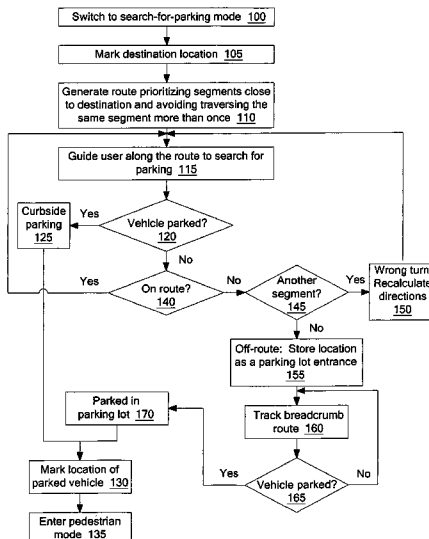 Switch to search-for-parking mode 100
Mark destination location 105
Generate route prioritizing segments close
to destination and avoiding traversing the
same segment more than once 110
Guide user along the route to search for
parking 115
Yes
Curbside
parking
125
Vehicle parked?
120
No
Yes
On route?
140
No
Another
segment?
145
Yes
Wrong turn
Recalculate
directions
150
No
Off-route: Store location
as a parking lot entrance
155
Parked in
parking lot 170
Track breadcrumb
route 160
Mark location of
parked vehicle 130
Yes
Vehicle parked?
165
No
Enter pedestrian
mode 135